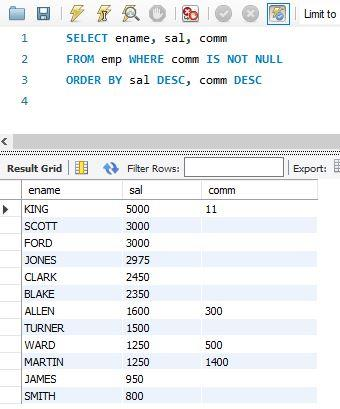 Limit to
1 SELECT ename, sal, comm
2 FROM emp WHERE comm IS NOT NULL
3 ORDER BY sal DESC, comm DESC
4
Result Grid Filter Rows: Export:
ename sal comm
KING 5000 11
SCOTT 3000
FORD 3000
JONES 2975
CLARK 2450
BLAKE 2350
ALLEN 1600 300
TURNER 1500
WARD 1250 500
MARTIN 1250 1400
JAMES 950
SMITH 800